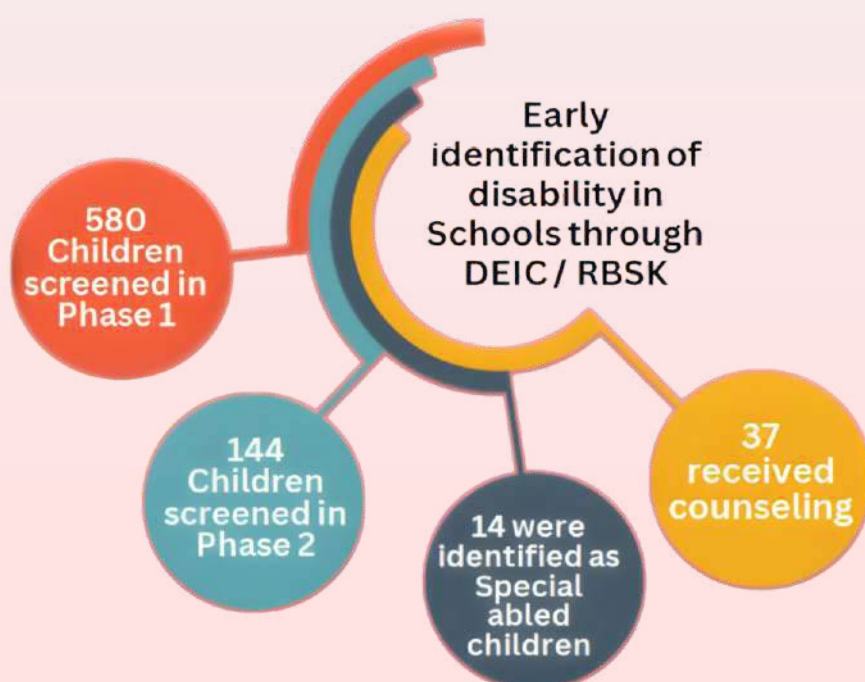 Early
identification of
disability in
Schools through
DEIC / RBSK
580
Children
screened in
Phase 1
144
Children
screened in
Phase 2
14 were
identified as
Special
abled
children
37
received
counseling